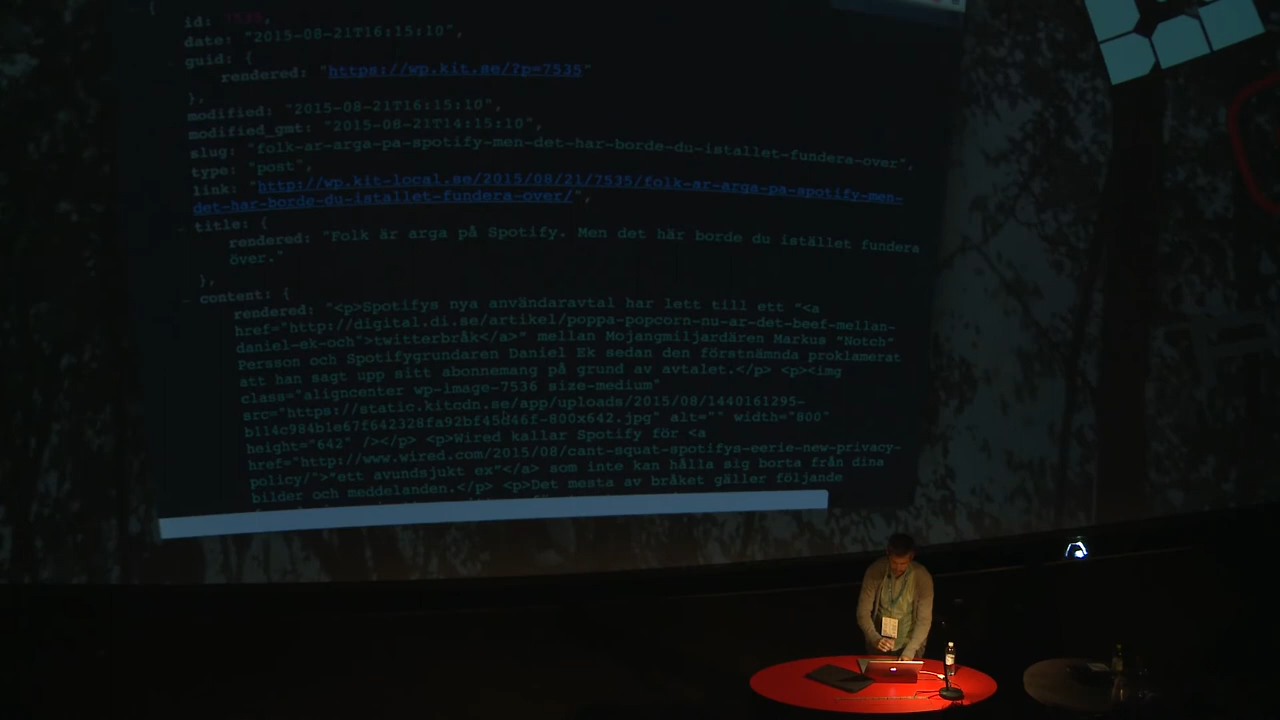 id: 7535,
date: "2015-08-21T16:15:10",
guid: {
rendered: "https://wp.kit.se/?p=7535"
},
modified: "2015-08-21T16:15:10",
modified_gmt: "2015-08-21T14:15:10",
slug: "folk-ar-arga-pa-spotify-men-det-har-borde-du-istallet-fundera-over",
type: "post",
link: "http://wp.kit-local.se/2015/08/21/7535/folk-ar-arga-pa-spotify-men-
det-har-borde-du-istallet-fundera-over/",
title: {
rendered: "Folk är arga på Spotify. Men det här borde du istället fundera
över."
},
content: {
rendered: "<p>Spotifys nya användaravtal har lett till ett "<a
href="http://digital.di.se/artikel/poppa-popcorn-nu-ar-det-beef-mellan-
daniel-ek-och">twitterbråk</a>" mellan Mojangmiljardären Markus "Notch"
Persson och Spotifygrundaren Daniel Ek sedan den förstnämnda proklamerat
att han sagt upp sitt abonnemang på grund av avtalet.</p> <p><img
class="aligncenter wp-image-7536 size-medium"
src="https://static.kitcdn.se/app/uploads/2015/08/1440161295-
b114c984b1e67f642328fa92bf45d46f-800x642.jpg" alt="" width="800"
height="642" /></p> <p>Wired kallar Spotify för <a
href="http://www.wired.com/2015/08/cant-squat-spotifys-eerie-new-privacy-
policy/">"ett avundsjukt ex"</a> som inte kan hålla sig borta från dina
bilder och meddelanden.</p> <p>Det mesta av bråket gäller följande